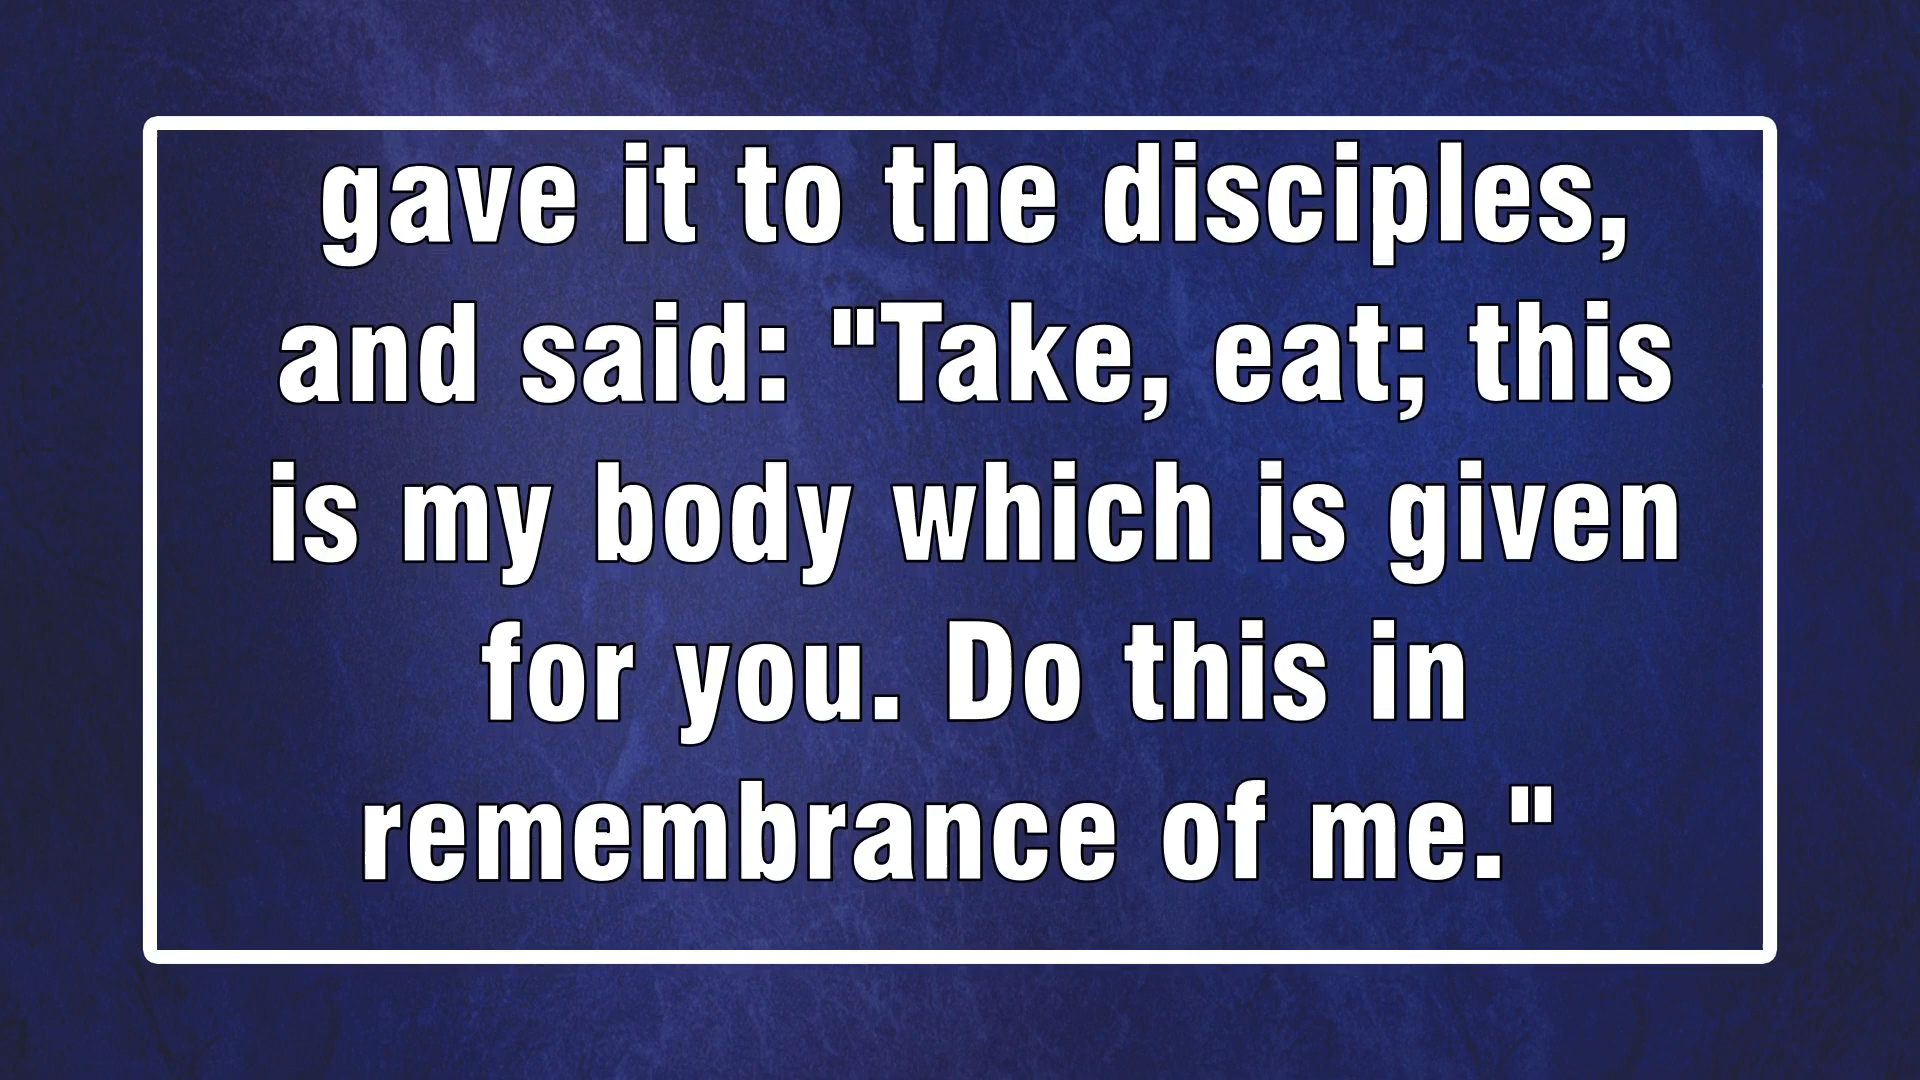 gave it to the disciples,
and said: "Take, eat; this
is my body which is given
for you. Do this in
remembrance of me."